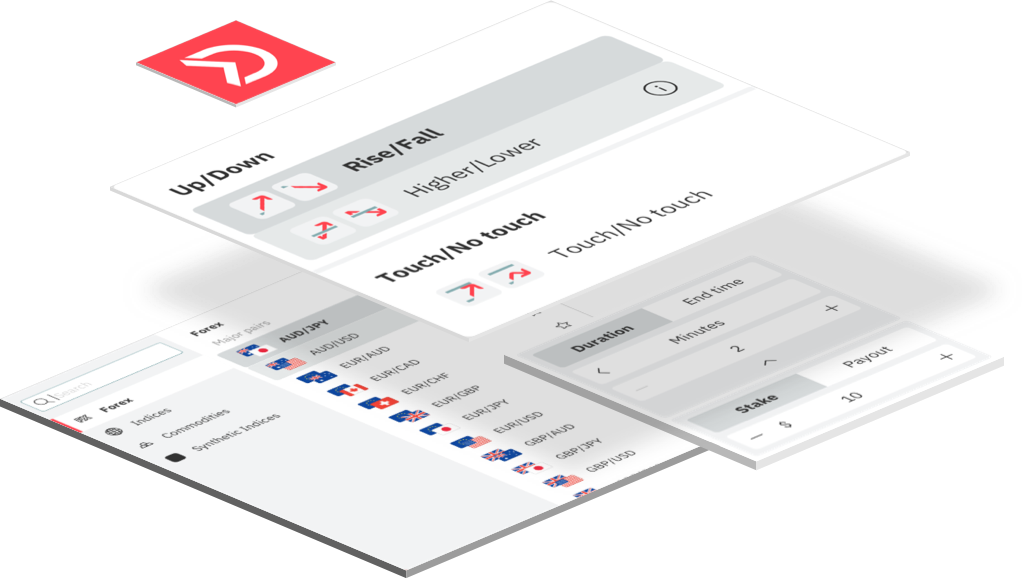 Up/Down
Rise/Fall
Higher/Lower
Touch/No touch
Touch/No touch
Search
Forex
Indices
Commodities
Synthetic Indices
Forex
Major pairs
AUD/JPY
AUD/USD
EUR/AUD
EUR/CAD
EUR/CHF
EUR/GBP
EUR/JPY
EUR/USD
GBP/AUD
GBP/JPY
GBP/USD
Duration
End time
Minutes
2
Stake
Payout
$
10